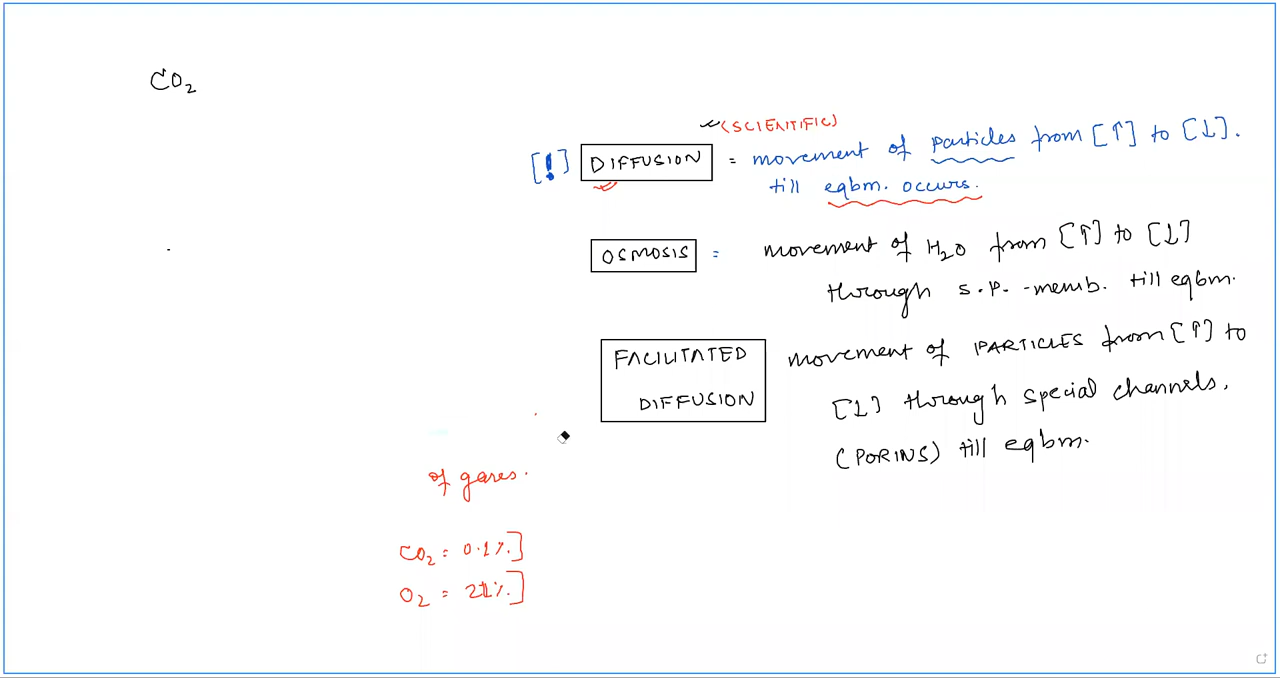 CO2
(SCIENTIFIC)
[!] DIFFUSION = movement of Particles from [↑] to [↓].
till eqbm. occurs.
OSMOSIS = movement of H2O from [↑] to [↓]
through s.p.-memb. till eqbm.
FACILITATED DIFFUSION movement of PARTICLES from [↑] to
[↓] through special channels.
(PORINS) till eqbm.
of gases.
CO2 = 0.1%]
O2 = 21%]